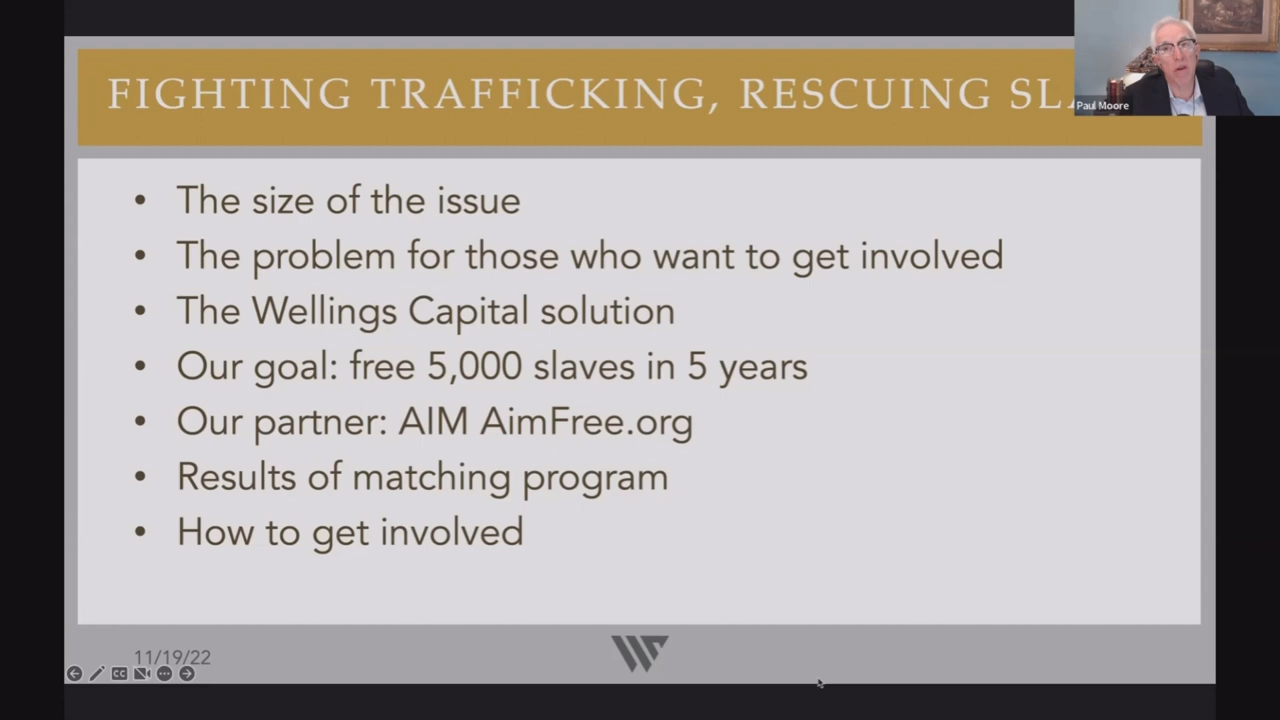 FIGHTING TRAFFICKING, RESCUING
Paul Moore
• The size of the issue
• The problem for those who want to get involved
• The Wellings Capital solution
• Our goal: free 5,000 slaves in 5 years
• Our partner: AIM AimFree.org
• Results of matching program
• How to get involved
11/19/22
CC